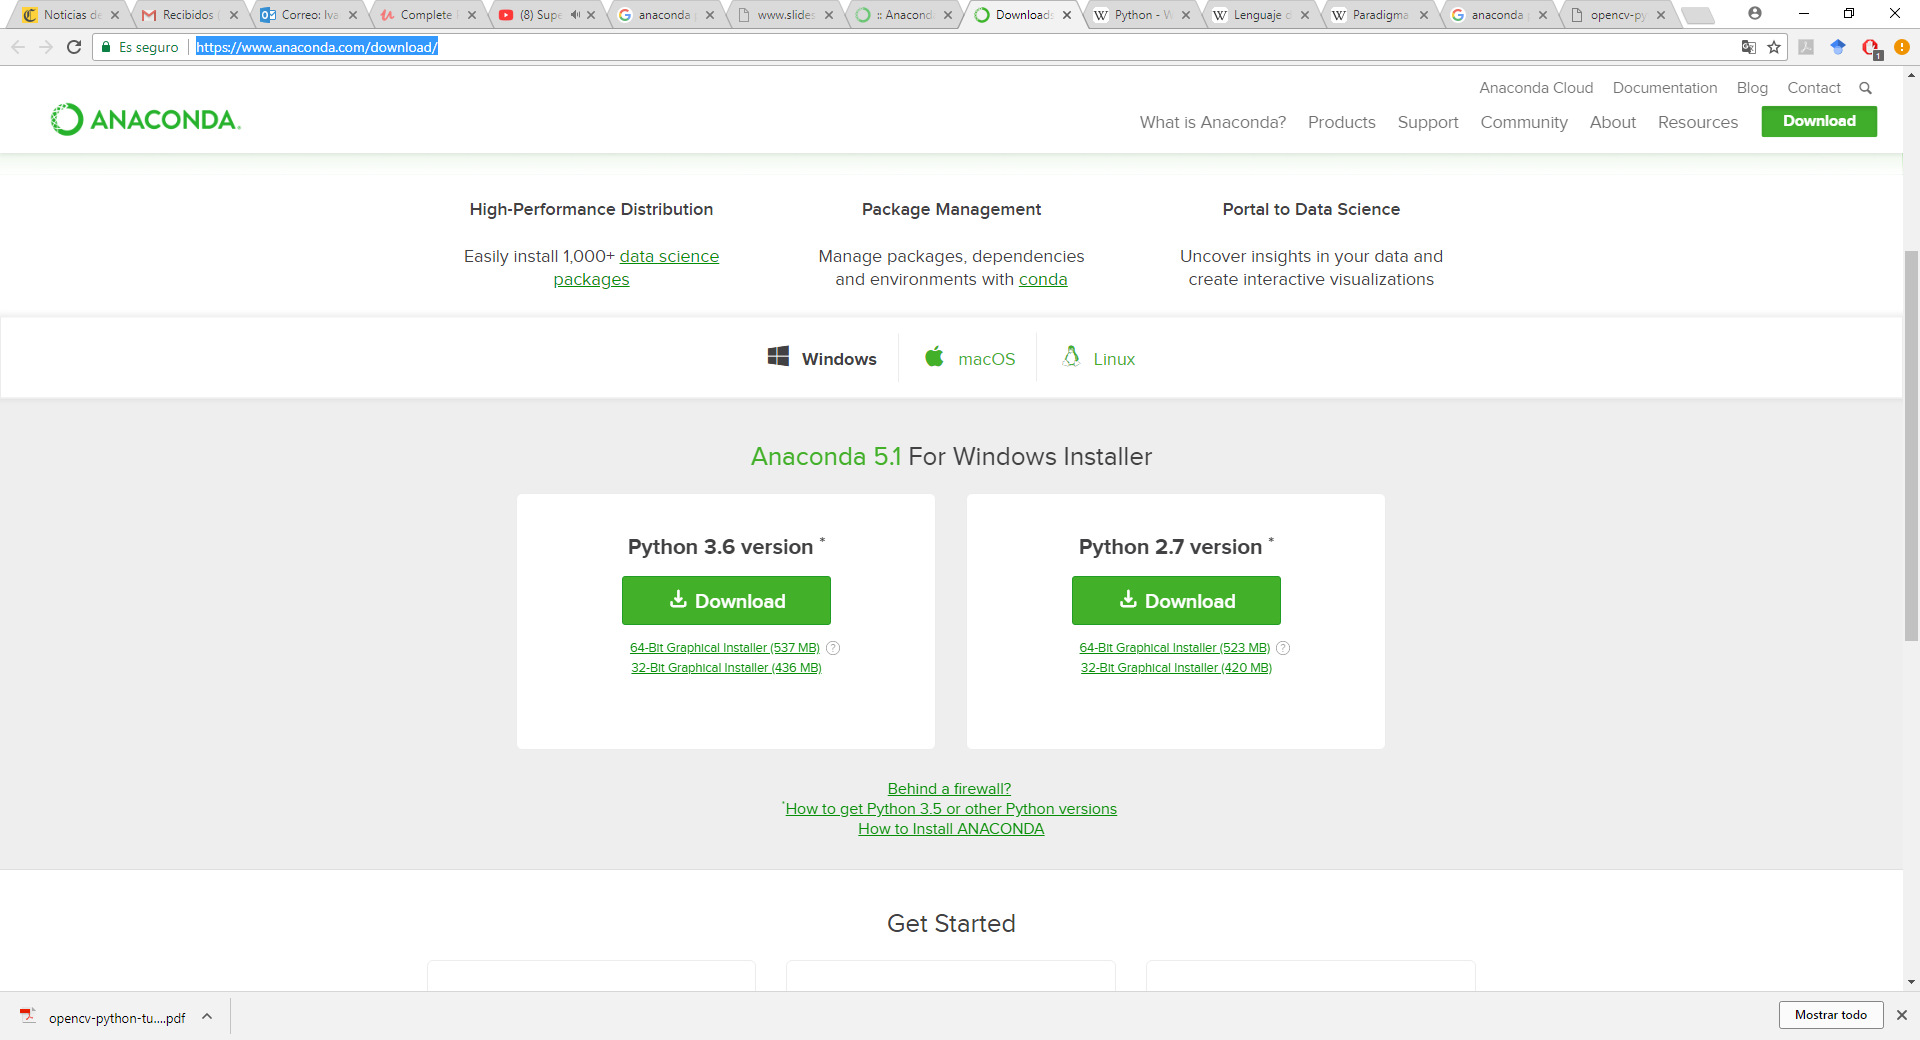 Noticias de
Recibidos
Correo: Iva
Complete
(8) Supe
anaconda
www.slides
:: Anacond
Downloads
Python - W
Lenguaje d
Paradigma
anaconda
opencv-py
Es seguro
https://www.anaconda.com/download/
1
Anaconda Cloud Documentation Blog Contact
ANACONDA.
What is Anaconda? Products Support Community About Resources Download
High-Performance Distribution
Easily install 1,000+ data science
packages
Package Management
Manage packages, dependencies
and environments with conda
Portal to Data Science
Uncover insights in your data and
create interactive visualizations
Windows
macOS
Linux
Anaconda 5.1 For Windows Installer
Python 3.6 version *
Download
64-Bit Graphical Installer (537 MB) ?
32-Bit Graphical Installer (436 MB)
Python 2.7 version *
Download
64-Bit Graphical Installer (523 MB) ?
32-Bit Graphical Installer (420 MB)
Behind a firewall?
*How to get Python 3.5 or other Python versions
How to Install ANACONDA
Get Started
opencv-python-tu....pdf
Mostrar todo